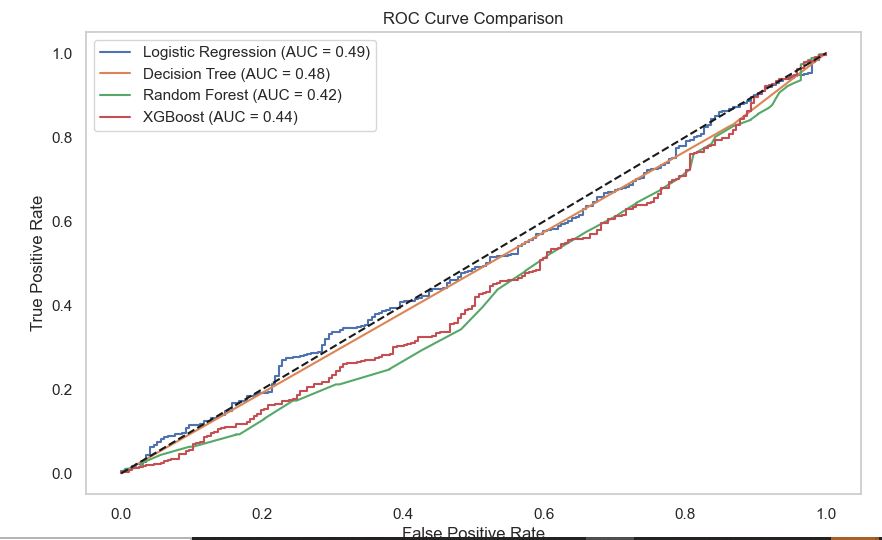 ROC Curve Comparison
Logistic Regression (AUC = 0.49)
Decision Tree (AUC = 0.48)
Random Forest (AUC = 0.42)
XGBoost (AUC = 0.44)
True Positive Rate
1.0
0.8
0.6
0.4
0.2
0.0
0.0 0.2 0.4 0.6 0.8 1.0
False Positive Rate